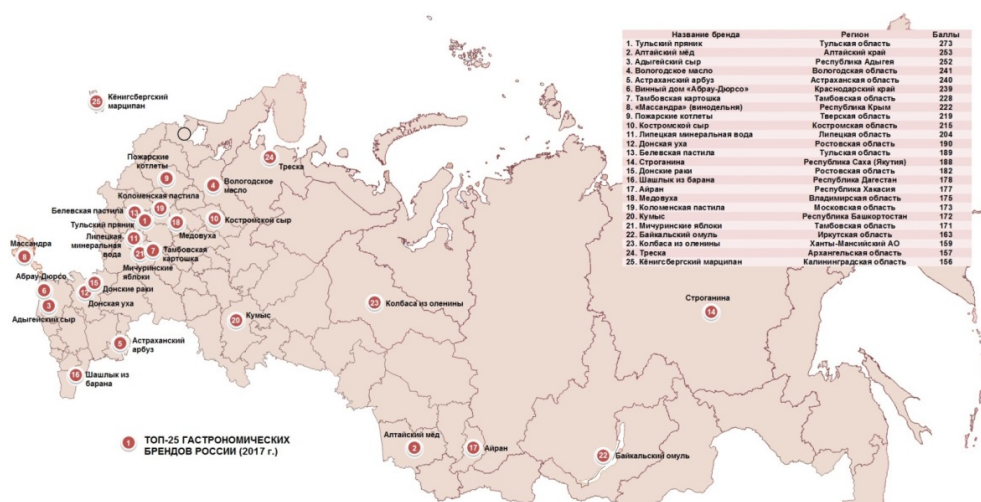 Название бренда Регион Баллы
1. Тульский пряник Тульская область 273
2. Алтайский мёд Алтайский край 253
3. Адыгейский сыр Республика Адыгея 252
4. Вологодское масло Вологодская область 241
5. Астраханский арбуз Астраханская область 240
6. Винный дом «Абрау-Дюрсо» Краснодарский край 239
7. Тамбовская картошка Тамбовская область 228
8. «Массандра» (винодельня) Республика Крым 222
9. Пожарские котлеты Тверская область 219
10. Костромской сыр Костромская область 215
11. Липецкая минеральная вода Липецкая область 204
12. Донская уха Ростовская область 190
13. Белевская пастила Тульская область 189
14. Строганина Республика Саха (Якутия) 188
15. Донские раки Ростовская область 182
16. Шашлык из барана Республика Дагестан 178
17. Айран Республика Хакасия 177
18. Медовуха Владимирская область 175
19. Коломенская пастила Московская область 173
20. Кумыс Республика Башкортостан 172
21. Мичуринские яблоки Тамбовская область 171
22. Байкальский омуль Иркутская область 163
23. Колбаса из оленины Ханты-Мансийский АО 159
24. Треска Архангельская область 157
25. Кёнигсбергский марципан Калининградская область 156
25
Кёнигсбергский
марципан
24
Треска
Пожарские
котлеты
9
4
Вологодское
масло
Коломенская пастила
19
Белевская пастила
13
10
Костромской сыр
Тульский пряник
1
18
Медовуха
Липецкая
минеральная
вода
11
21
7
Тамбовская
картошка
Массандра
8
Мичуринские
яблоки
Абрау-Дюрсо
6
15
Донские раки
12
Донская уха
3
Адыгейский сыр
23
Колбаса из оленины
Строганина
14
Кумыс
20
5
Астраханский
арбуз
16
Шашлык из
барана
1
ТОП-25 ГАСТРОНОМИЧЕСКИХ
БРЕНДОВ РОССИИ (2017 г.)
Алтайский мёд
2
17
Айран
22
Байкальский омуль